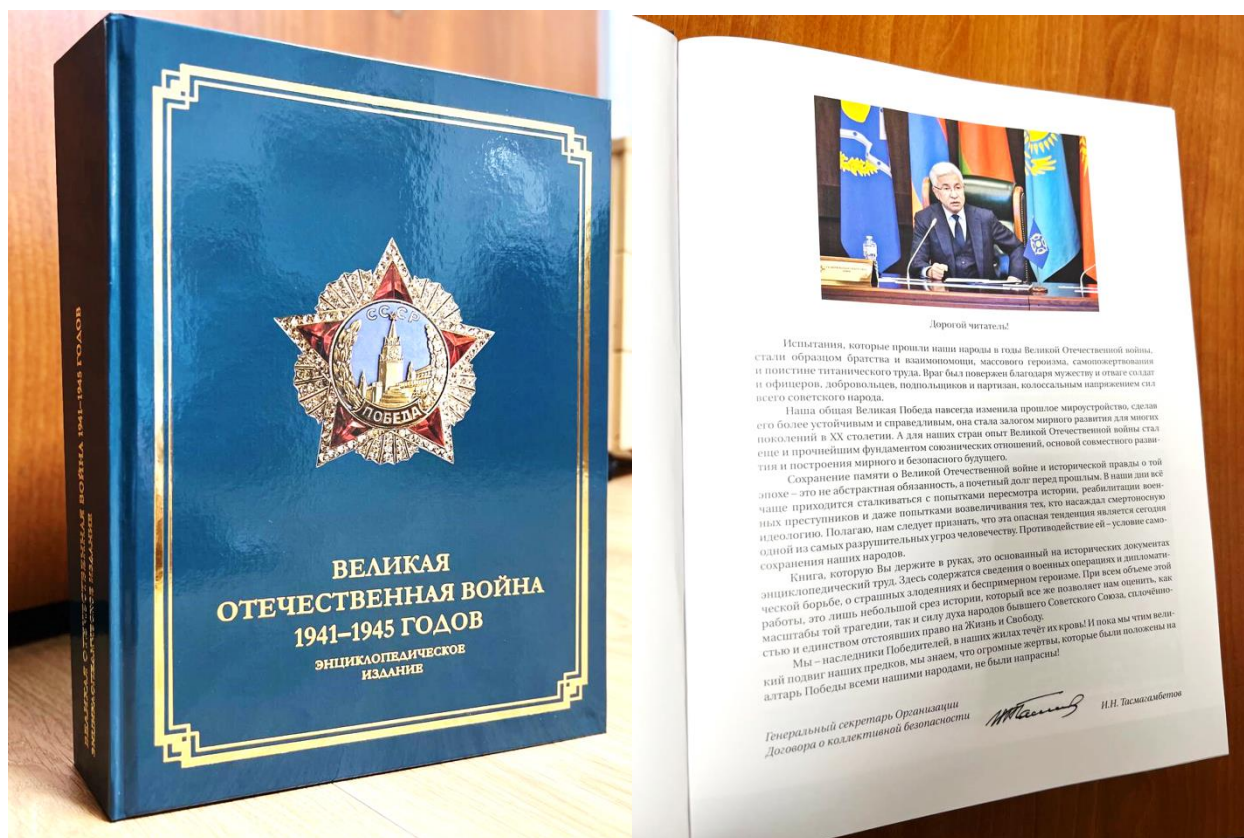 СССР
ПОБЕДА
ВЕЛИКАЯ
ОТЕЧЕСТВЕННАЯ ВОЙНА
1941–1945 ГОДОВ
ЭНЦИКЛОПЕДИЧЕСКОЕ
ИЗДАНИЕ
ВЕЛИКАЯ ОТЕЧЕСТВЕННАЯ ВОЙНА 1941–1945 ГОДОВ
ЭНЦИКЛОПЕДИЧЕСКОЕ ИЗДАНИЕ
Дорогой читатель!
Испытания, которые прошли наши народы в годы Великой Отечественной войны,
стали образцом братства и взаимопомощи, массового героизма, самопожертвования
и поистине титанического труда. Враг был повержен благодаря мужеству и отваге солдат
и офицеров, добровольцев, подпольщиков и партизан, колоссальным напряжением сил
всего советского народа.
Наша общая Великая Победа навсегда изменила прошлое мироустройство, сделав
его более устойчивым и справедливым, она стала залогом мирного развития для многих
поколений в XX столетии. А для наших стран опыт Великой Отечественной войны стал
еще и прочнейшим фундаментом союзнических отношений, основой совместного разви-
тия и построения мирного и безопасного будущего.
Сохранение памяти о Великой Отечественной войне и исторической правды о той
эпохе – это не абстрактная обязанность, а почетный долг перед прошлым. В наши дни всё
чаще приходится сталкиваться с попытками пересмотра истории, реабилитации воен-
ных преступников и даже попытками возвеличивания тех, кто насаждал смертоносную
идеологию. Полагаю, нам следует признать, что эта опасная тенденция является сегодня
одной из самых разрушительных угроз человечеству. Противодействие ей – условие само-
сохранения наших народов.
Книга, которую Вы держите в руках, это основанный на исторических документах
энциклопедический труд. Здесь содержатся сведения о военных операциях и дипломати-
ческой борьбе, о страшных злодеяниях и беспримерном героизме. При всем объеме этой
работы, это лишь небольшой срез истории, который все же позволяет нам оценить, как
масштабы той трагедии, так и силу духа народов бывшего Советского Союза, сплочённо-
стью и единством отстоявших право на Жизнь и Свободу.
Мы – наследники Победителей, в наших жилах течёт их кровь! И пока мы чтим вели-
кий подвиг наших предков, мы знаем, что огромные жертвы, которые были положены на
алтарь Победы всеми нашими народами, не были напрасны!
Генеральный секретарь Организации
Договора о коллективной безопасности
И.Н. Тасмагамбетов